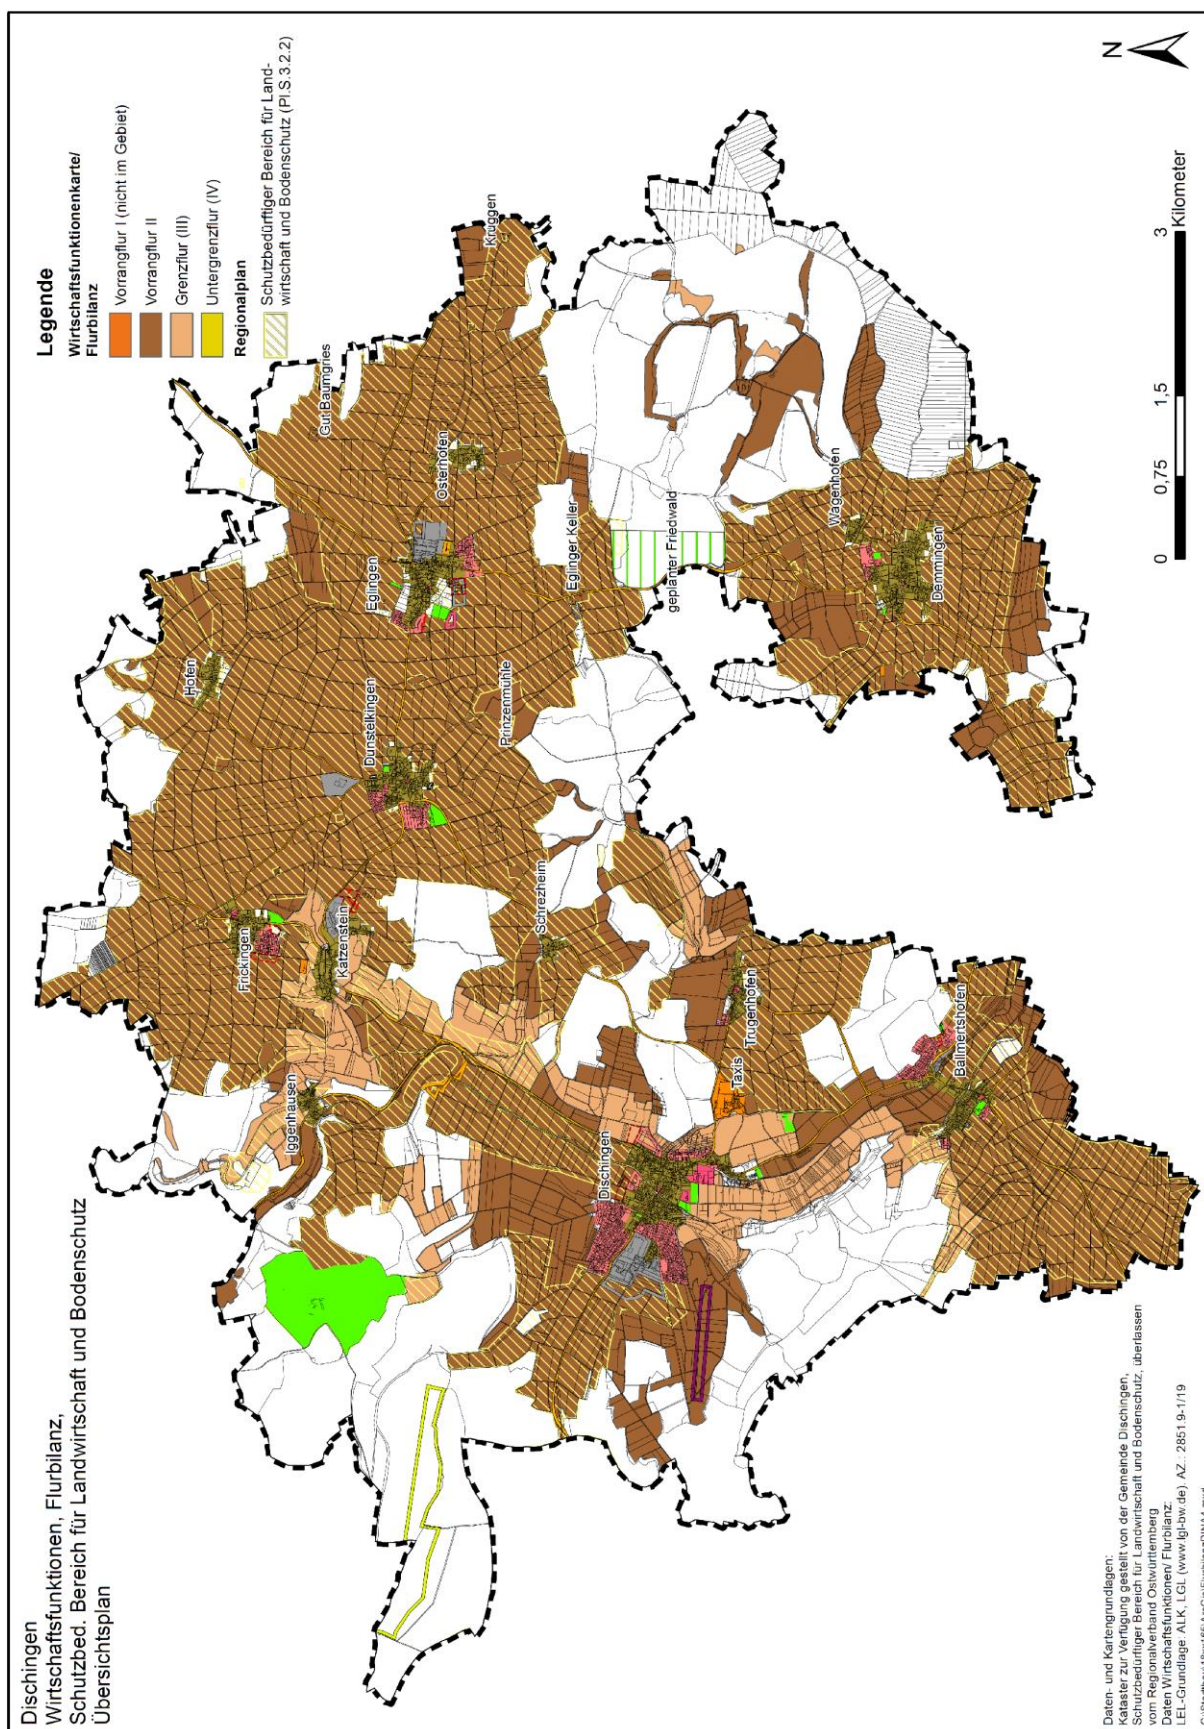 Dischingen
Wirtschaftsfunktionen, Flurbilanz,
Schutzbed. Bereich für Landwirtschaft und Bodenschutz
Übersichtsplan
Legende
Wirtschaftsfunktionenkarte/
Flurbilanz
Vorrangflur I (nicht im Gebiet)
Vorrangflur II
Grenzflur (III)
Untergrenzflur (IV)
Regionalplan
Schutzbedürftiger Bereich für Land-
wirtschaft und Bodenschutz (Pl.S.3.2.2)
N
Kruggen
Gut Baumgries
Osterhofen
Eglingen
Eglinger Keller
geplanter Friedwald
Wagenhofen
Demmingen
Hofen
Dunstelkingen
Prinzenmühle
Frickingen
Katzenstein
Schrezheim
Iggenhausen
Trugenhofen
Taxis
Dischingen
Ballmertshofen
0 0,75 1,5 3
Kilometer
Daten- und Kartengrundlagen:
Kataster zur Verfügung gestellt von der Gemeinde Dischingen,
Schutzbedürftiger Bereich für Landwirtschaft und Bodenschutz, überlassen
vom Regionalverband Ostwürttemberg
Daten Wirtschaftsfunktionen/ Flurbilanz:
LEL-Grundlage: ALK, LGL (www.lgl-bw.de), AZ.: 2851.9-1/19